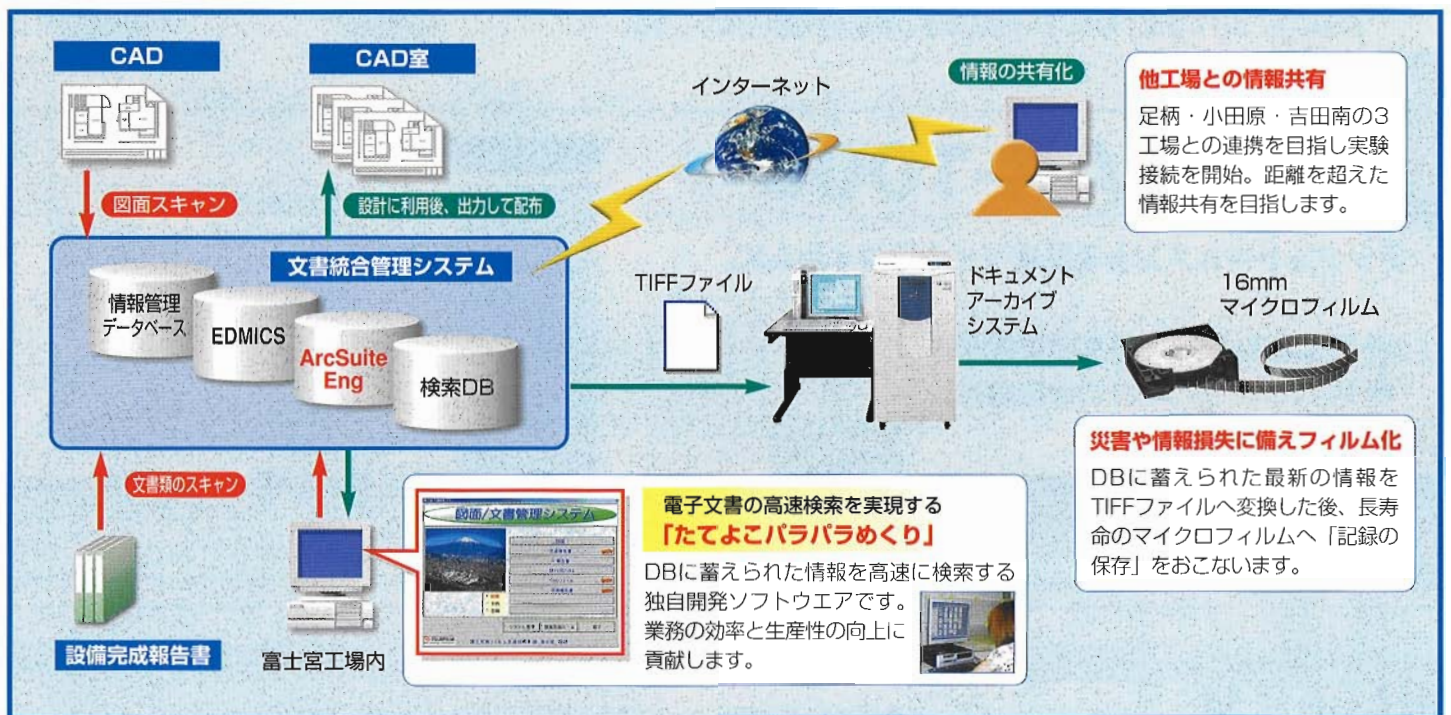 CAD
CAD室
インターネット
情報の共有化
他工場との情報共有
足柄・小田原・吉田南の3
工場との連携を目指し実験
接続を開始。距離を超えた
情報共有を目指します。
図面スキャン
設計に利用後、出力して配布
文書統合管理システム
情報管理
データベース
EDMICS
ArcSuite
Eng
検索DB
TIFFファイル
ドキュメント
アーカイブ
システム
16mm
マイクロフィルム
災害や情報損失に備えフィルム化
DBに蓄えられた最新の情報を
TIFFファイルへ変換した後、長寿
命のマイクロフィルムへ「記録の
保存」をおこないます。
文書類のスキャン
設備完成報告書
富士宮工場内
図面/文書管理システム
電子文書の高速検索を実現する
「たてよこパラパラめくり」
DBに蓄えられた情報を高速に検索する
独自開発ソフトウエアです。
業務の効率と生産性の向上に
貢献します。